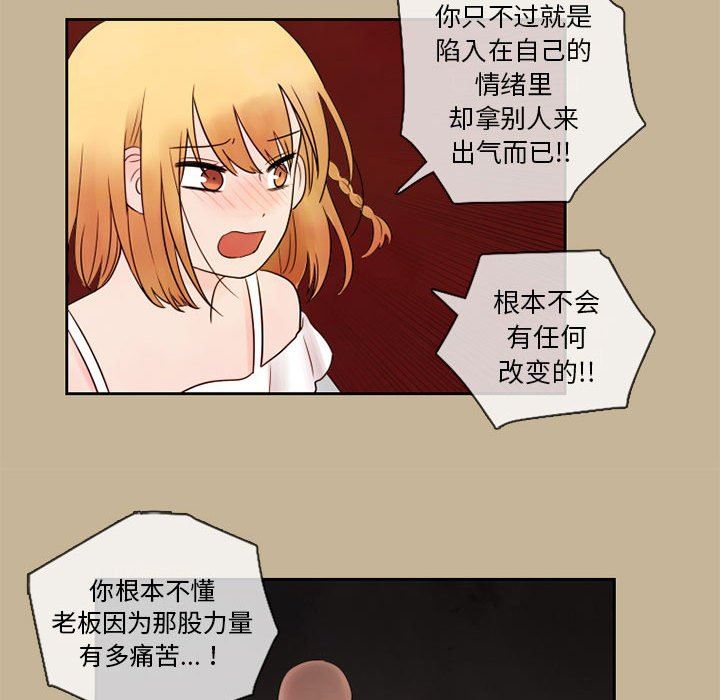 你只不过就是
陷入在自己的
情绪里
却拿别人来
出气而已!!
根本不会
有任何
改变的!!
你根本不懂
老板因为那股力量
有多痛苦...！